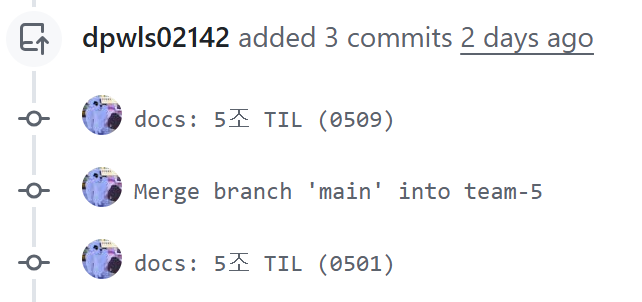 dpwls02142 added 3 commits 2 days ago
docs: 5조 TIL (0509)
Merge branch 'main' into team-5
docs: 5조 TIL (0501)